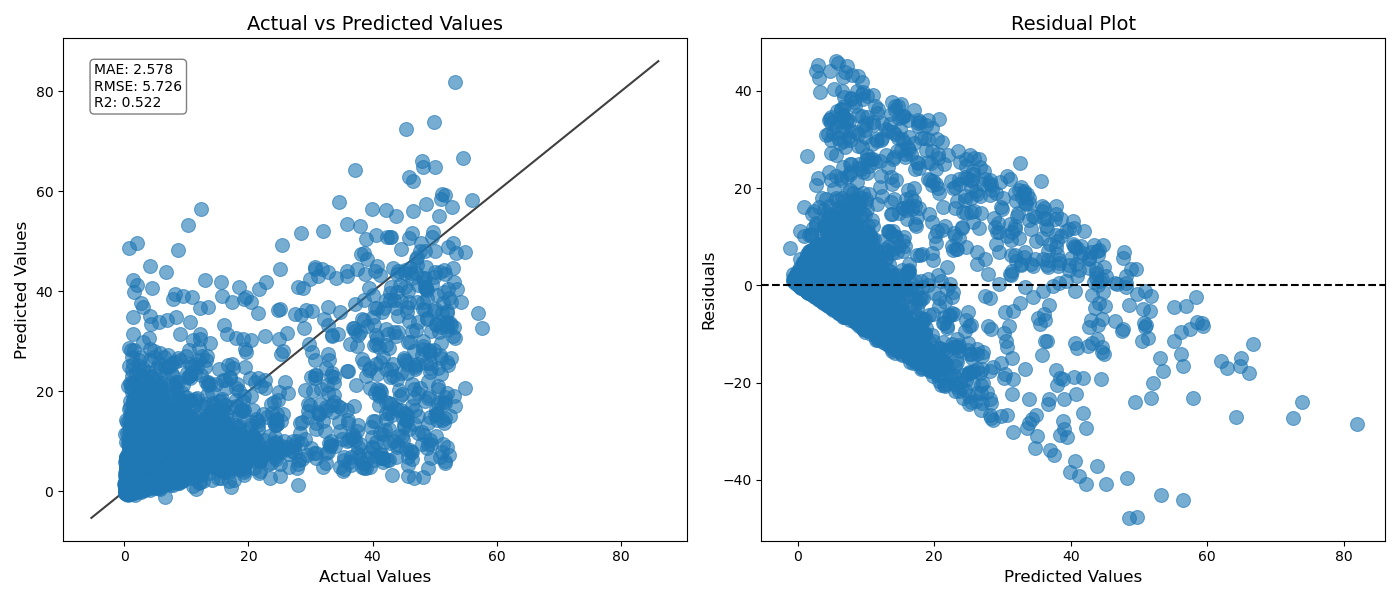 Actual vs Predicted Values
MAE: 2.578
RMSE: 5.726
R2: 0.522
80
60
40
20
0
Predicted Values
0
20
40
60
80
Actual Values
Residual Plot
40
20
0
−20
−40
Residuals
0
20
40
60
80
Predicted Values